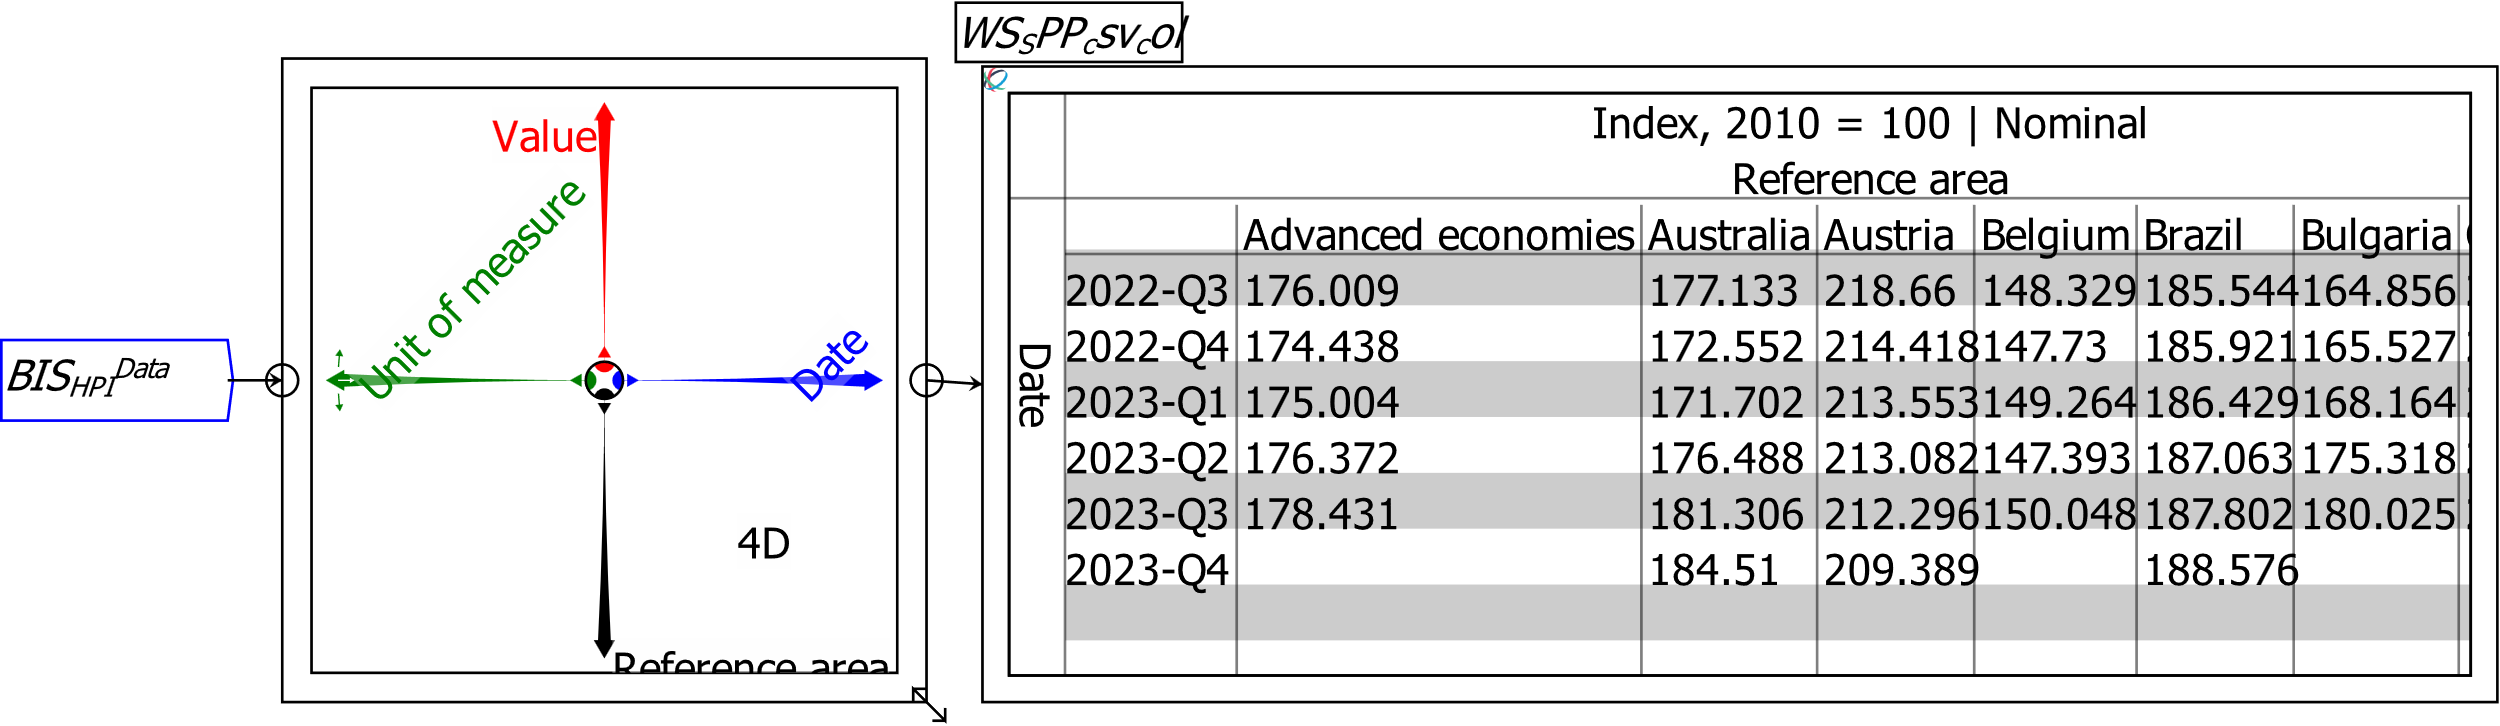 WS_SPP_csv_cd
Value
Unit of measure
Date
4D
Reference area
BIS_HPI_Data
Index, 2010 = 100 | Nominal
Reference area
Advanced economies Australia Austria Belgium Brazil Bulgaria
Date
2022-Q3 176.009 177.133 218.66 148.329 185.544 164.856
2022-Q4 174.438 172.552 214.418 147.73 185.921 165.527
2023-Q1 175.004 171.702 213.553 149.264 186.429 168.164
2023-Q2 176.372 176.488 213.082 147.393 187.063 175.318
2023-Q3 178.431 181.306 212.296 150.048 187.802 180.025
2023-Q4 184.51 209.389 188.576